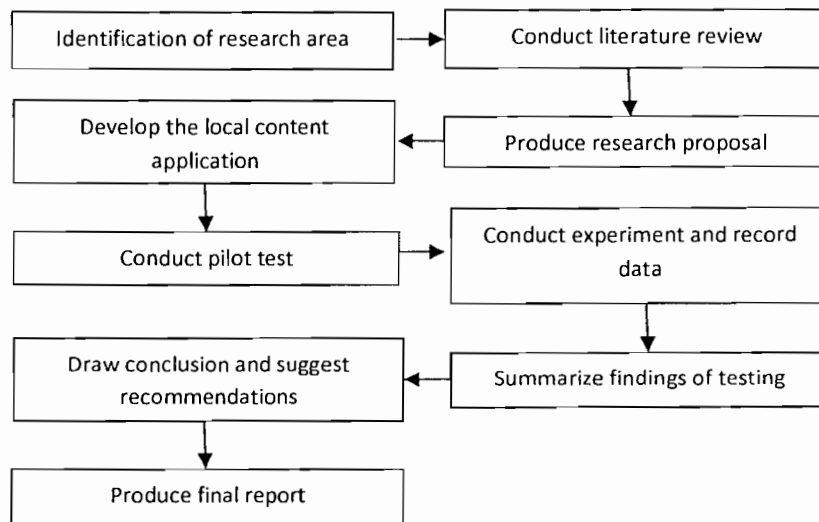 Identification of research area
Conduct literature review
Produce research proposal
Develop the local content
application
Conduct pilot test
Conduct experiment and record
data
Summarize findings of testing
Draw conclusion and suggest
recommendations
Produce final report